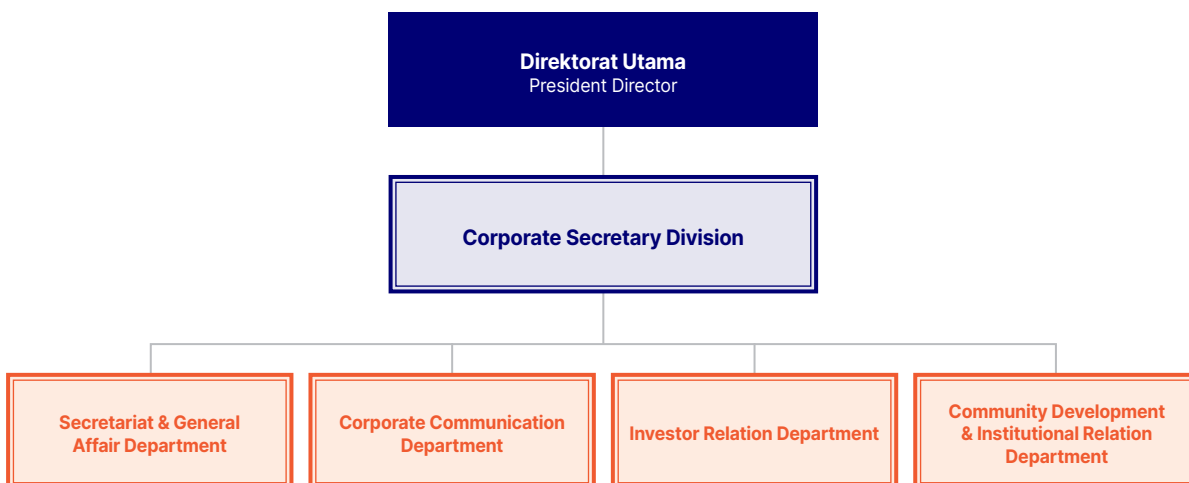 Direktorat Utama
President Director
Corporate Secretary Division
Secretariat & General
Affair Department
Corporate Communication
Department
Investor Relation Department
Community Development
& Institutional Relation
Department